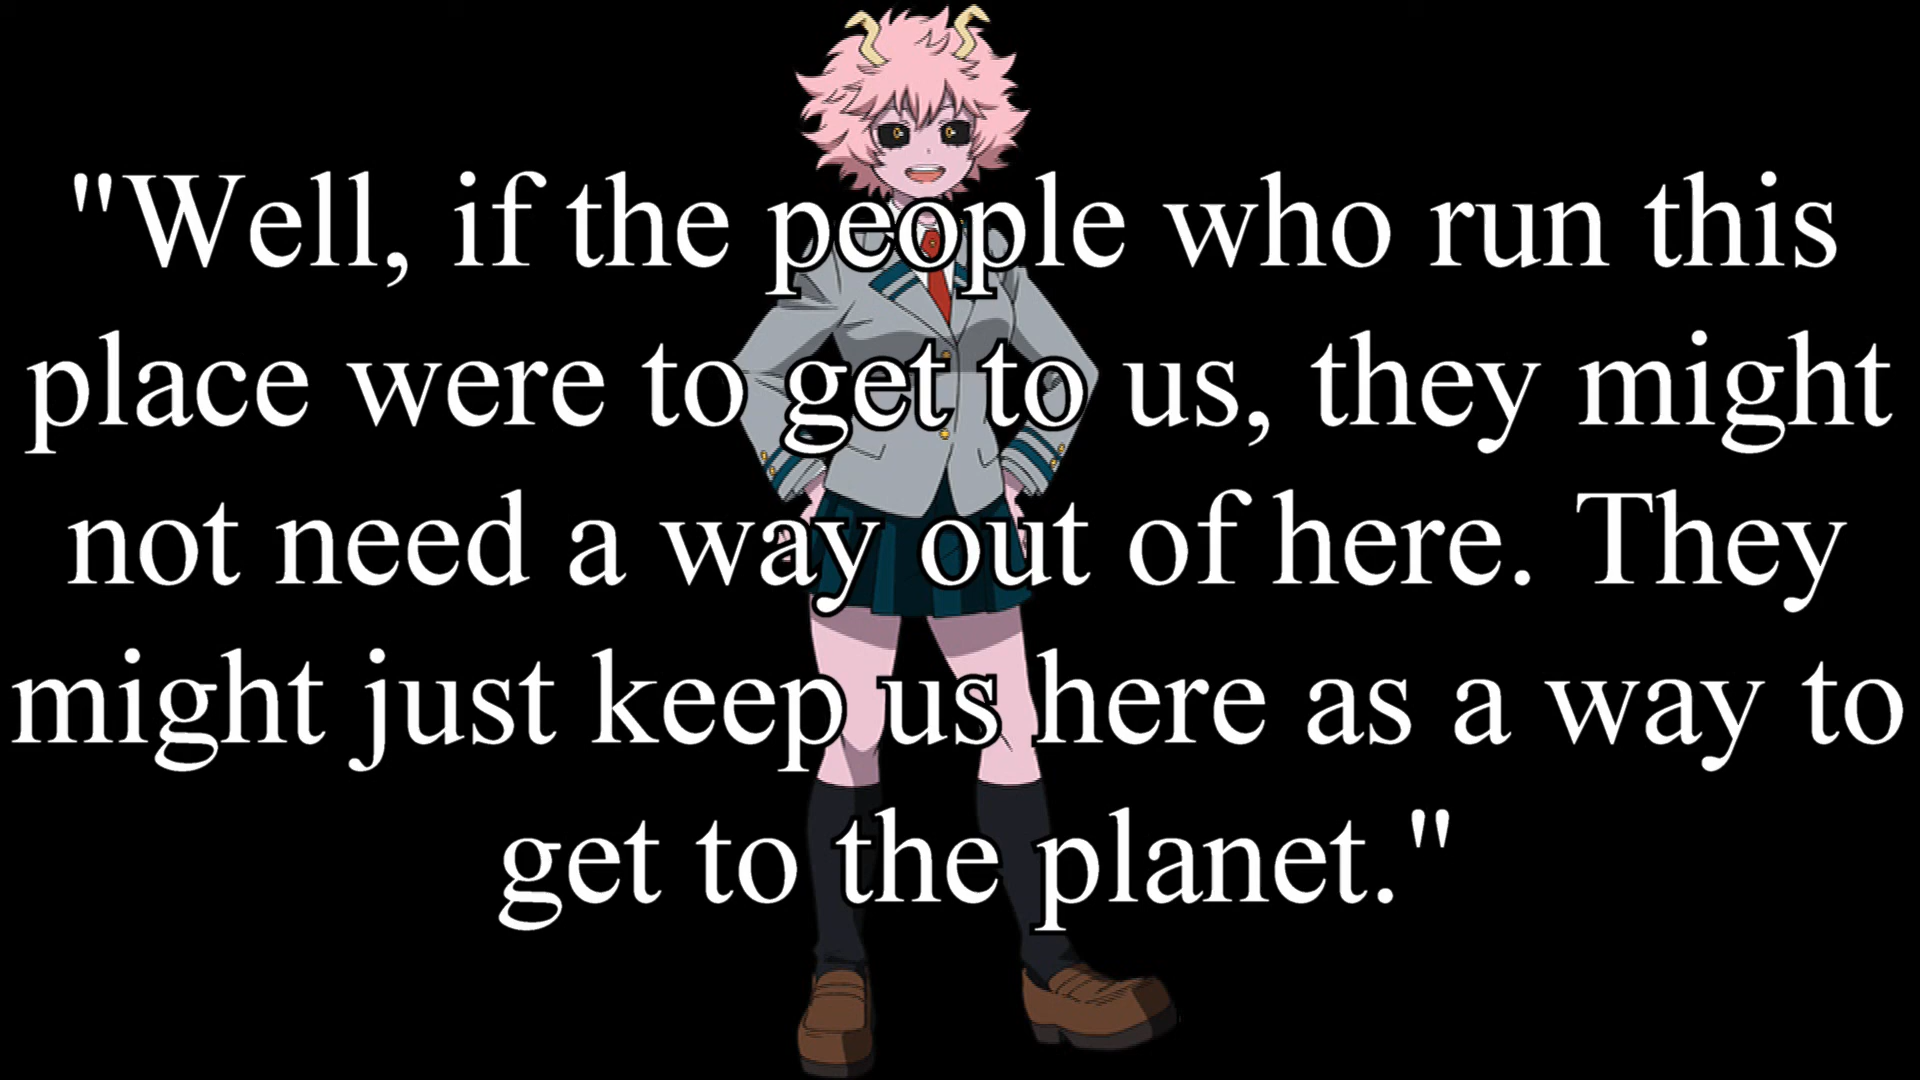 "Well, if the people who run this
place were to get to us, they might
not need a way out of here. They
might just keep us here as a way to
get to the planet."